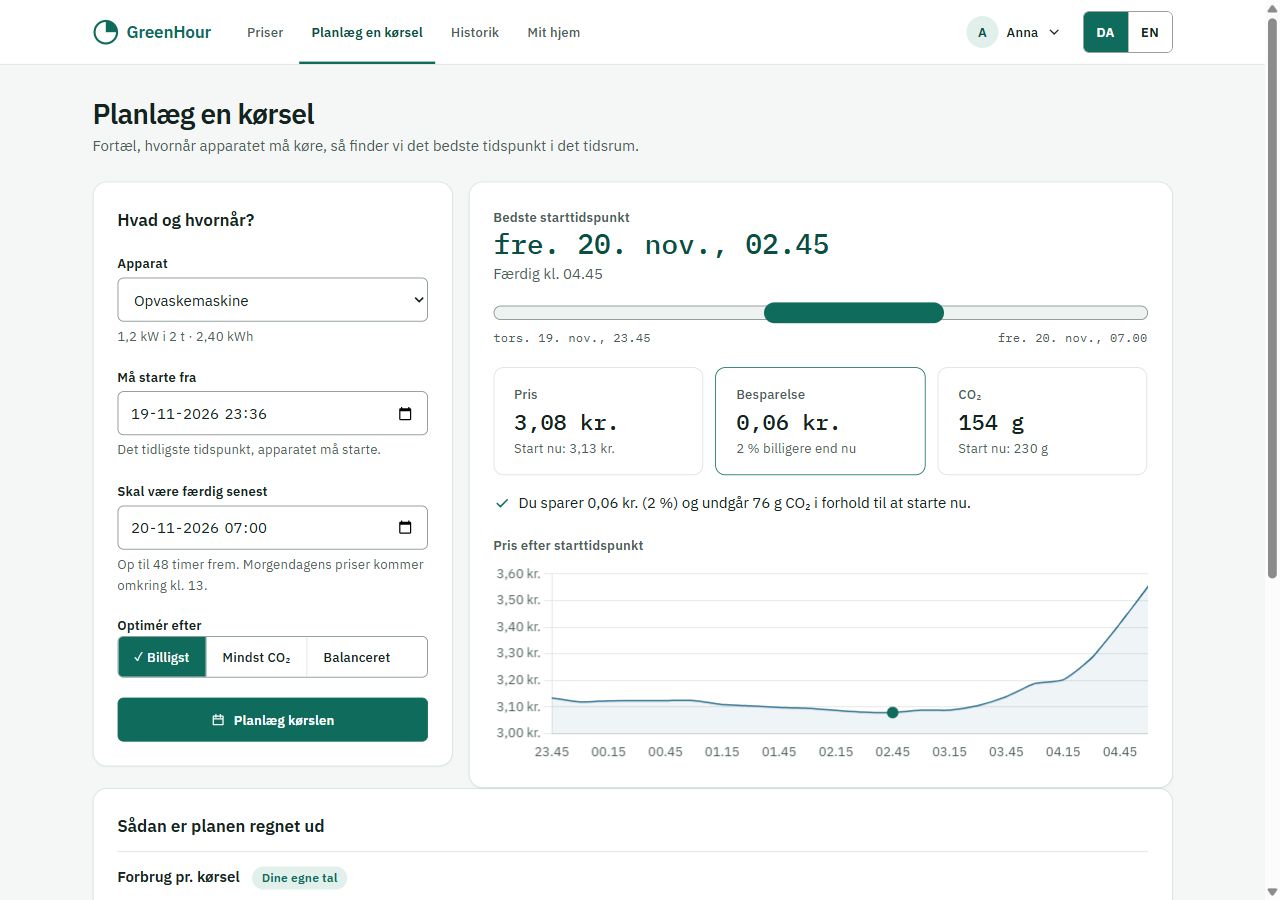 GreenHour
Priser
Planlæg en kørsel
Historik
Mit hjem
A
Anna
DA
EN
Planlæg en kørsel
Fortæl, hvornår apparatet må køre, så finder vi det bedste tidspunkt i det tidsrum.
Hvad og hvornår?
Apparat
Opvaskemaskine
1,2 kW i 2 t · 2,40 kWh
Må starte fra
19-11-2026 23:36
Det tidligste tidspunkt, apparatet må starte.
Skal være færdig senest
20-11-2026 07:00
Op til 48 timer frem. Morgendagens priser kommer
omkring kl. 13.
Optimér efter
✓ Billigst
Mindst CO₂
Balanceret
Planlæg kørslen
Bedste starttidspunkt
fre. 20. nov., 02.45
Færdig kl. 04.45
tors. 19. nov., 23.45
fre. 20. nov., 07.00
Pris
3,08 kr.
Start nu: 3,13 kr.
Besparelse
0,06 kr.
2 % billigere end nu
CO₂
154 g
Start nu: 230 g
Du sparer 0,06 kr. (2 %) og undgår 76 g CO₂ i forhold til at starte nu.
Pris efter starttidspunkt
3,60 kr.
3,50 kr.
3,40 kr.
3,30 kr.
3,20 kr.
3,10 kr.
3,00 kr.
23.45 00.15 00.45 01.15 01.45 02.15 02.45 03.15 03.45 04.15 04.45
Sådan er planen regnet ud
Forbrug pr. kørsel
Dine egne tal